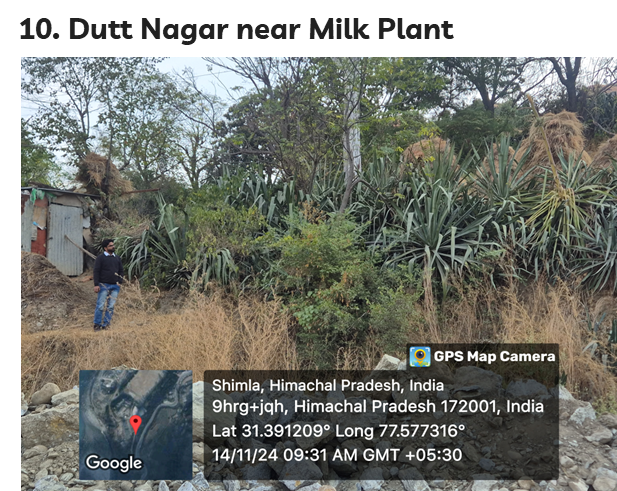 10. Dutt Nagar near Milk Plant
GPS Map Camera
Shimla, Himachal Pradesh, India
9hrg+jqh, Himachal Pradesh 172001, India
Lat 31.391209° Long 77.577316°
14/11/24 09:31 AM GMT +05:30
Google